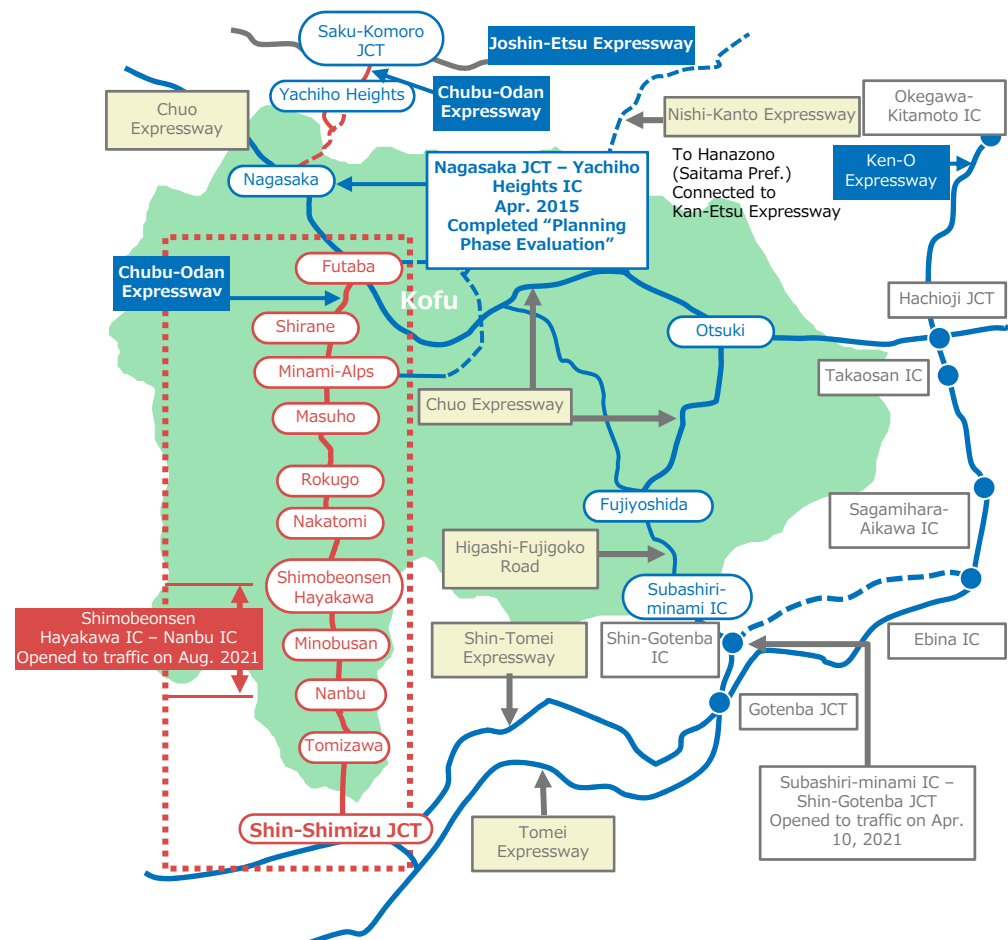 Saku-Komoro
JCT
Joshin-Etsu Expressway
Yachiho Heights
Chubu-Odan
Expressway
Chuo
Expressway
Nishi-Kanto Expressway
Okegawa-
Kitamoto IC
To Hanazono
(Saitama Pref.)
Connected to
Kan-Etsu Expressway
Ken-O
Expressway
Nagasaka
Nagasaka JCT – Yachiho
Heights IC
Apr. 2015
Completed “Planning
Phase Evaluation”
Chubu-Odan
Expressway
Futaba
Kofu
Hachioji JCT
Shirane
Otsuki
Minami-Alps
Takaosan IC
Chuo Expressway
Masuho
Rokugo
Fujiyoshida
Sagamihara-
Aikawa IC
Nakatomi
Higashi-Fujigoko
Road
Shimobeonsen
Hayakawa
Subashiri-
minami IC
Shimobeonsen
Hayakawa IC – Nanbu IC
Opened to traffic on Aug. 2021
Minobusan
Shin-Tomei
Expressway
Shin-Gotenba
IC
Ebina IC
Nanbu
Gotenba JCT
Tomizawa
Subashiri-minami IC –
Shin-Gotenba JCT
Opened to traffic on Apr.
10, 2021
Shin-Shimizu JCT
Tomei
Expressway